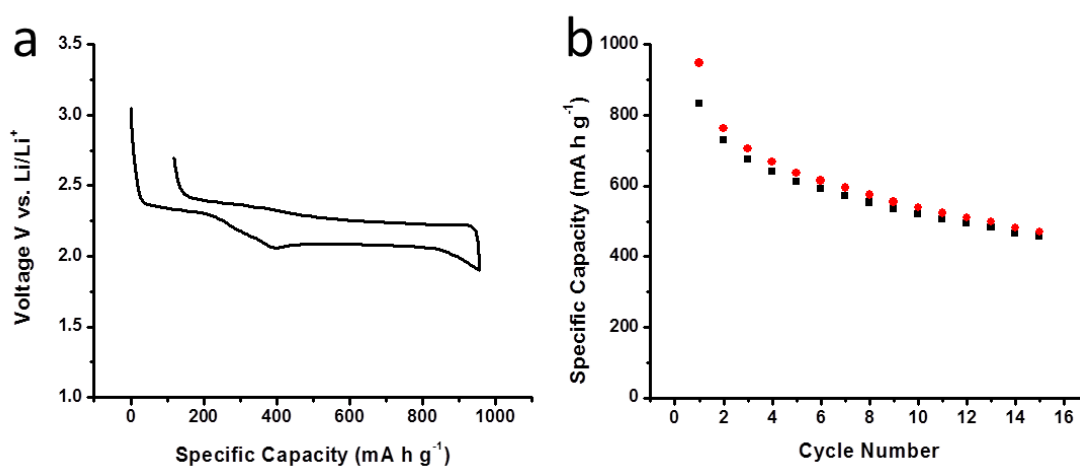 a
3.5
3.0
2.5
2.0
1.5
1.0
Voltage V vs. Li/Li⁺
0 200 400 600 800 1000
Specific Capacity (mA h g⁻¹)
b
1000
800
600
400
200
0
Specific Capacity (mA h g⁻¹)
0 2 4 6 8 10 12 14 16
Cycle Number